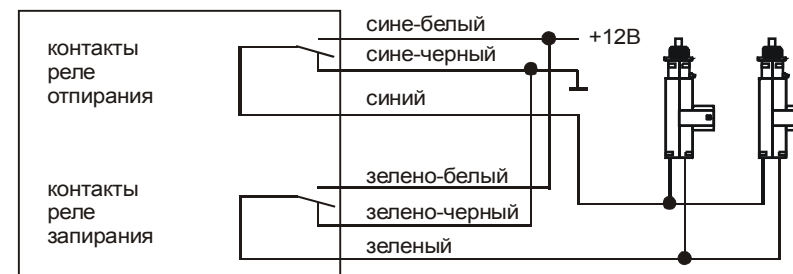 сине-белый
+12В
сине-черный
контакты
реле
отпирания
синий
зелено-белый
контакты
реле
запирания
зелено-черный
зеленый